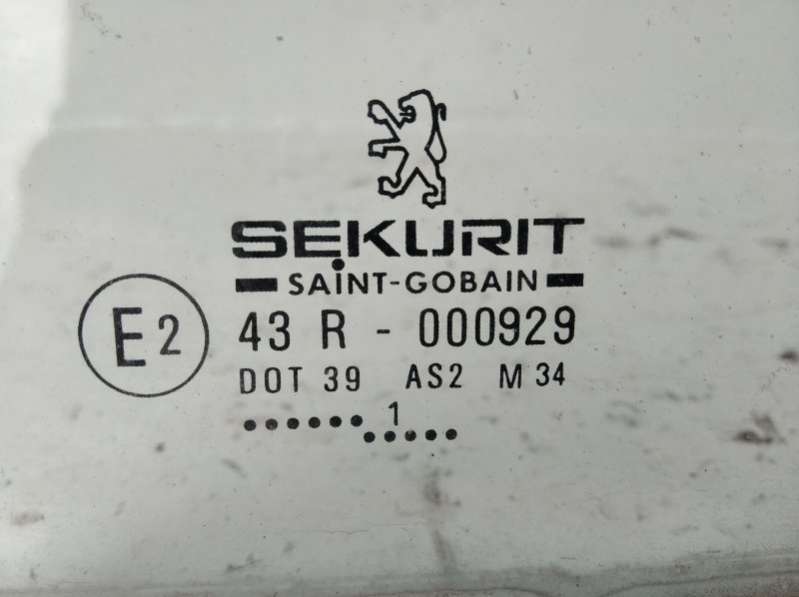 SEKURIT
SAINT-GOBAIN
E2 43 R - 000929
DOT 39 AS2 M 34
...... 1 .....